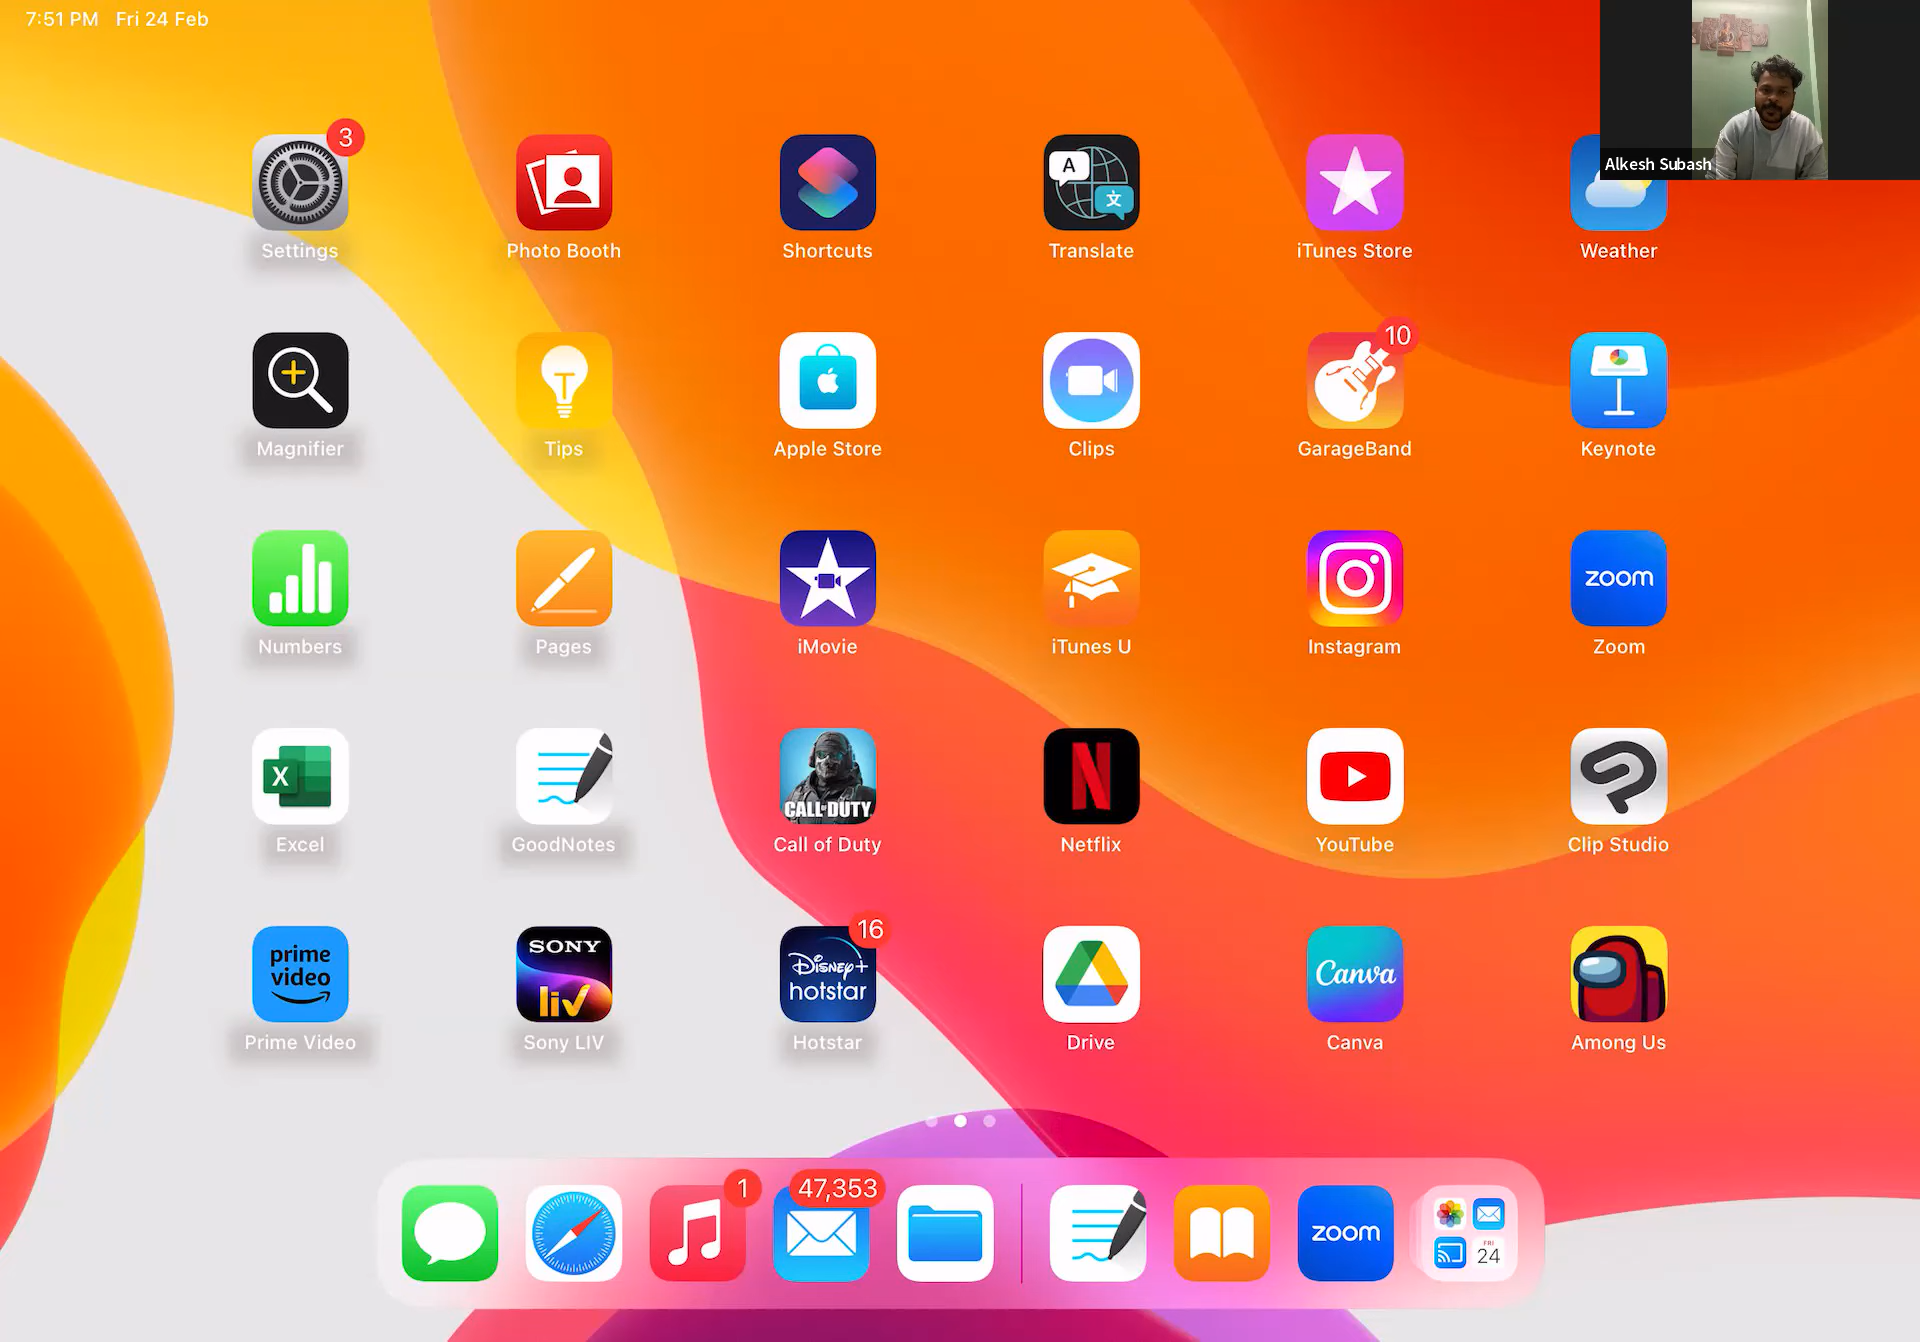 7:51 PM Fri 24 Feb
Alkesh Subash
3
Settings
Photo Booth
Shortcuts
A
文
Translate
iTunes Store
Weather
Magnifier
Tips
Apple Store
Clips
10
GarageBand
Keynote
Numbers
Pages
iMovie
iTunes U
Instagram
zoom
Zoom
X
Excel
GoodNotes
CALL OF DUTY
Call of Duty
N
Netflix
YouTube
Clip Studio
prime
video
Prime Video
SONY
liv
Sony LIV
16
Disney+
hotstar
Hotstar
Drive
Canva
Canva
Among Us
1
47,353
zoom
FRI
24